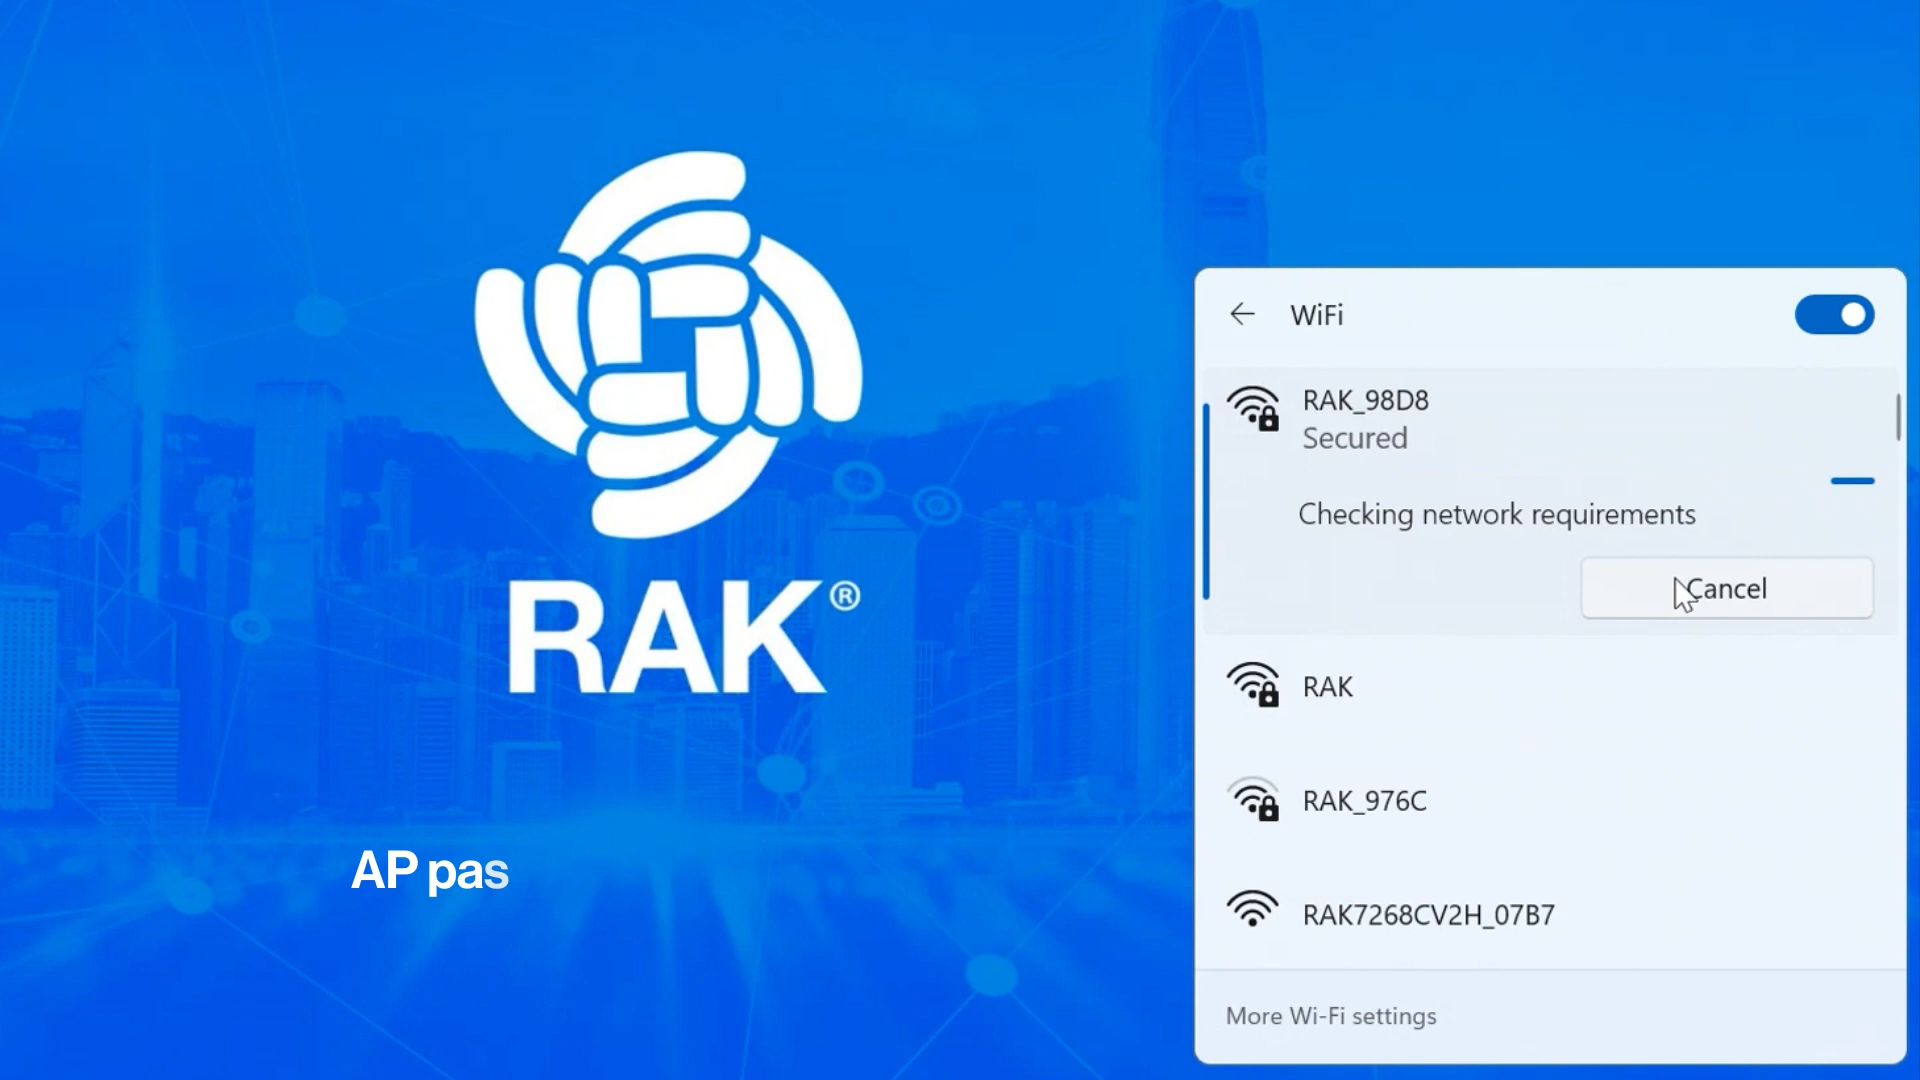 RAK®
AP pas
WiFi
RAK_98D8
Secured
Checking network requirements
Cancel
RAK
RAK_976C
RAK7268CV2H_07B7
More Wi-Fi settings